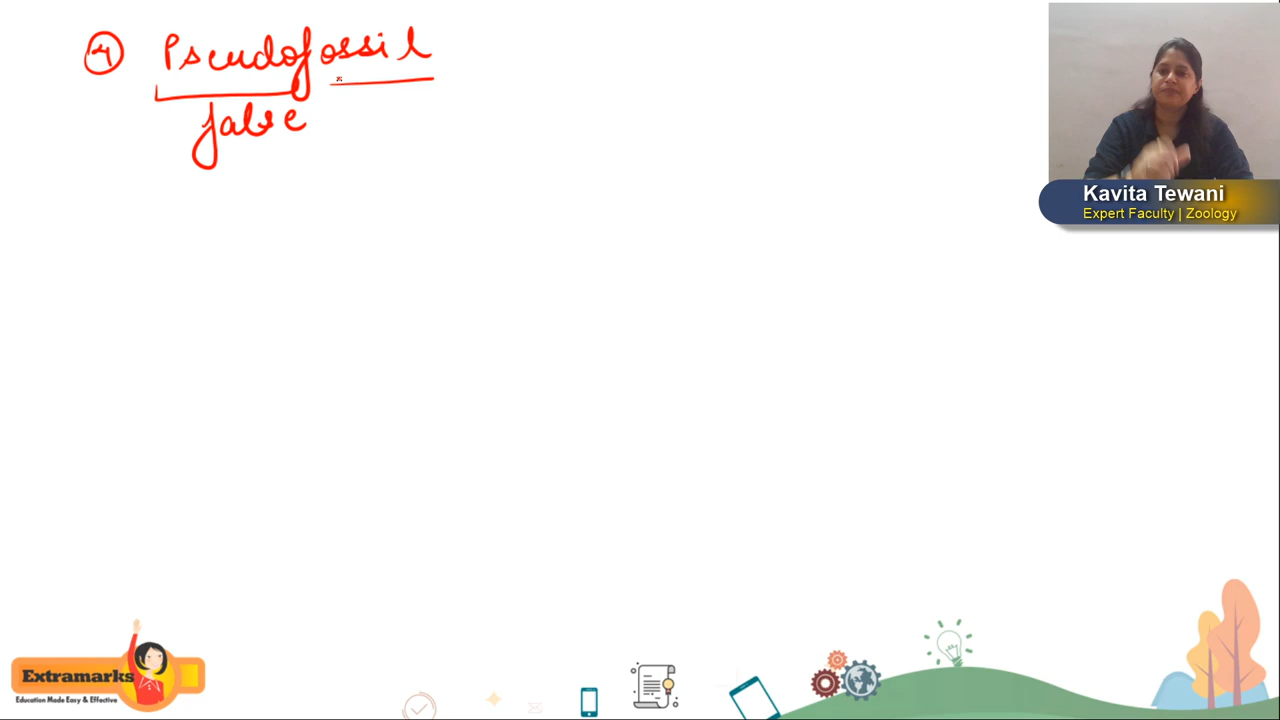 ④ Pseudofossil
false
Kavita Tewani
Expert Faculty | Zoology
Extramarks
Education Made Easy & Effective